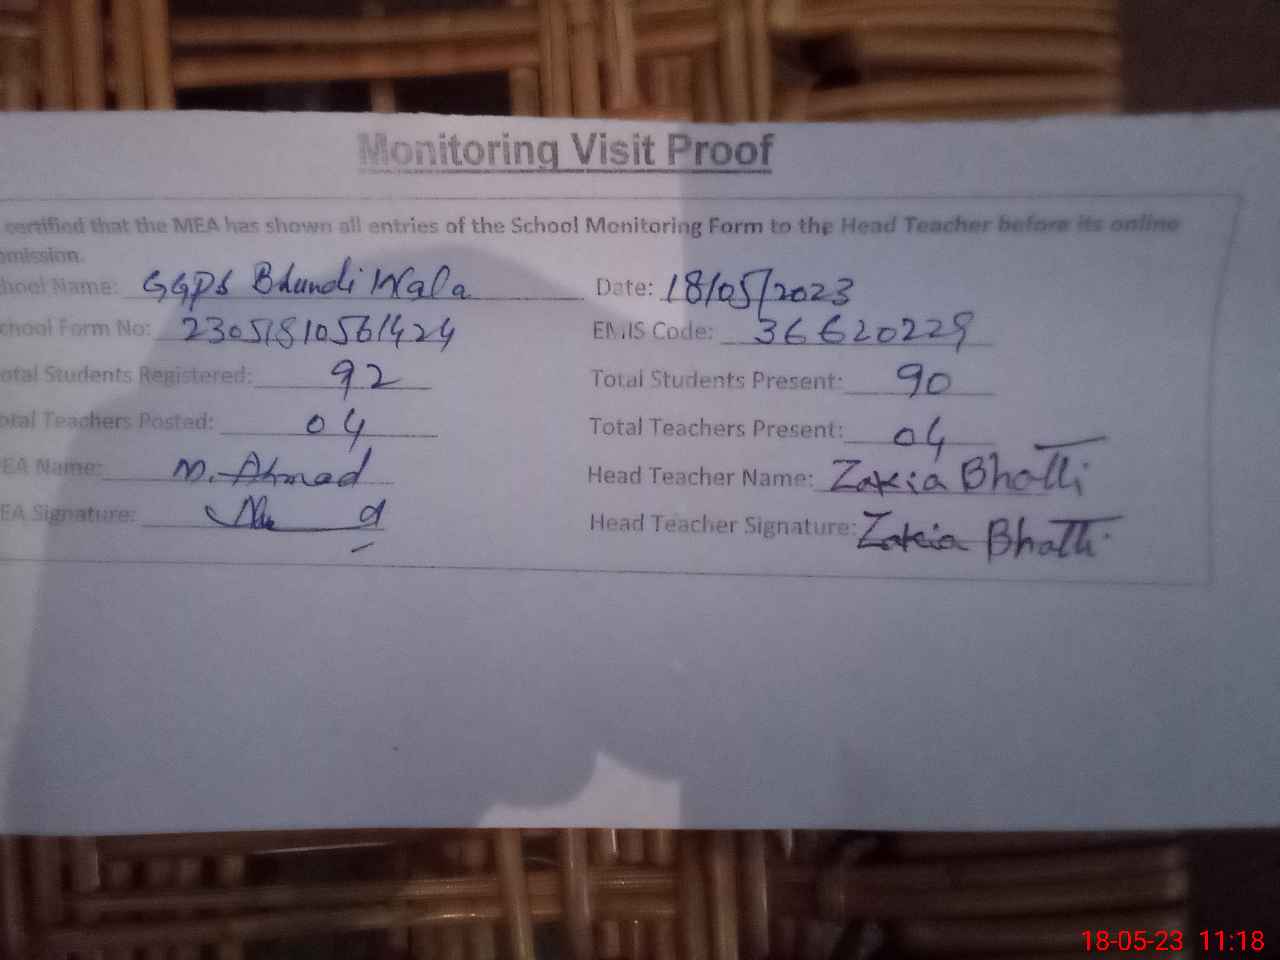 Monitoring Visit Proof
certified that the MEA has shown all entries of the School Monitoring Form to the Head Teacher before its online
mission.
hool Name: GGPS Bhundi Wala Date: 18/05/2023
chool Form No: 23051810561424 EMIS Code: 36620229
otal Students Registered: 92 Total Students Present: 90
otal Teachers Posted: 04 Total Teachers Present: 04
EA Name: M. Ahmad Head Teacher Name: Zakia Bhatti
EA Signature: Head Teacher Signature: Zakia Bhatti
18-05-23 11:18